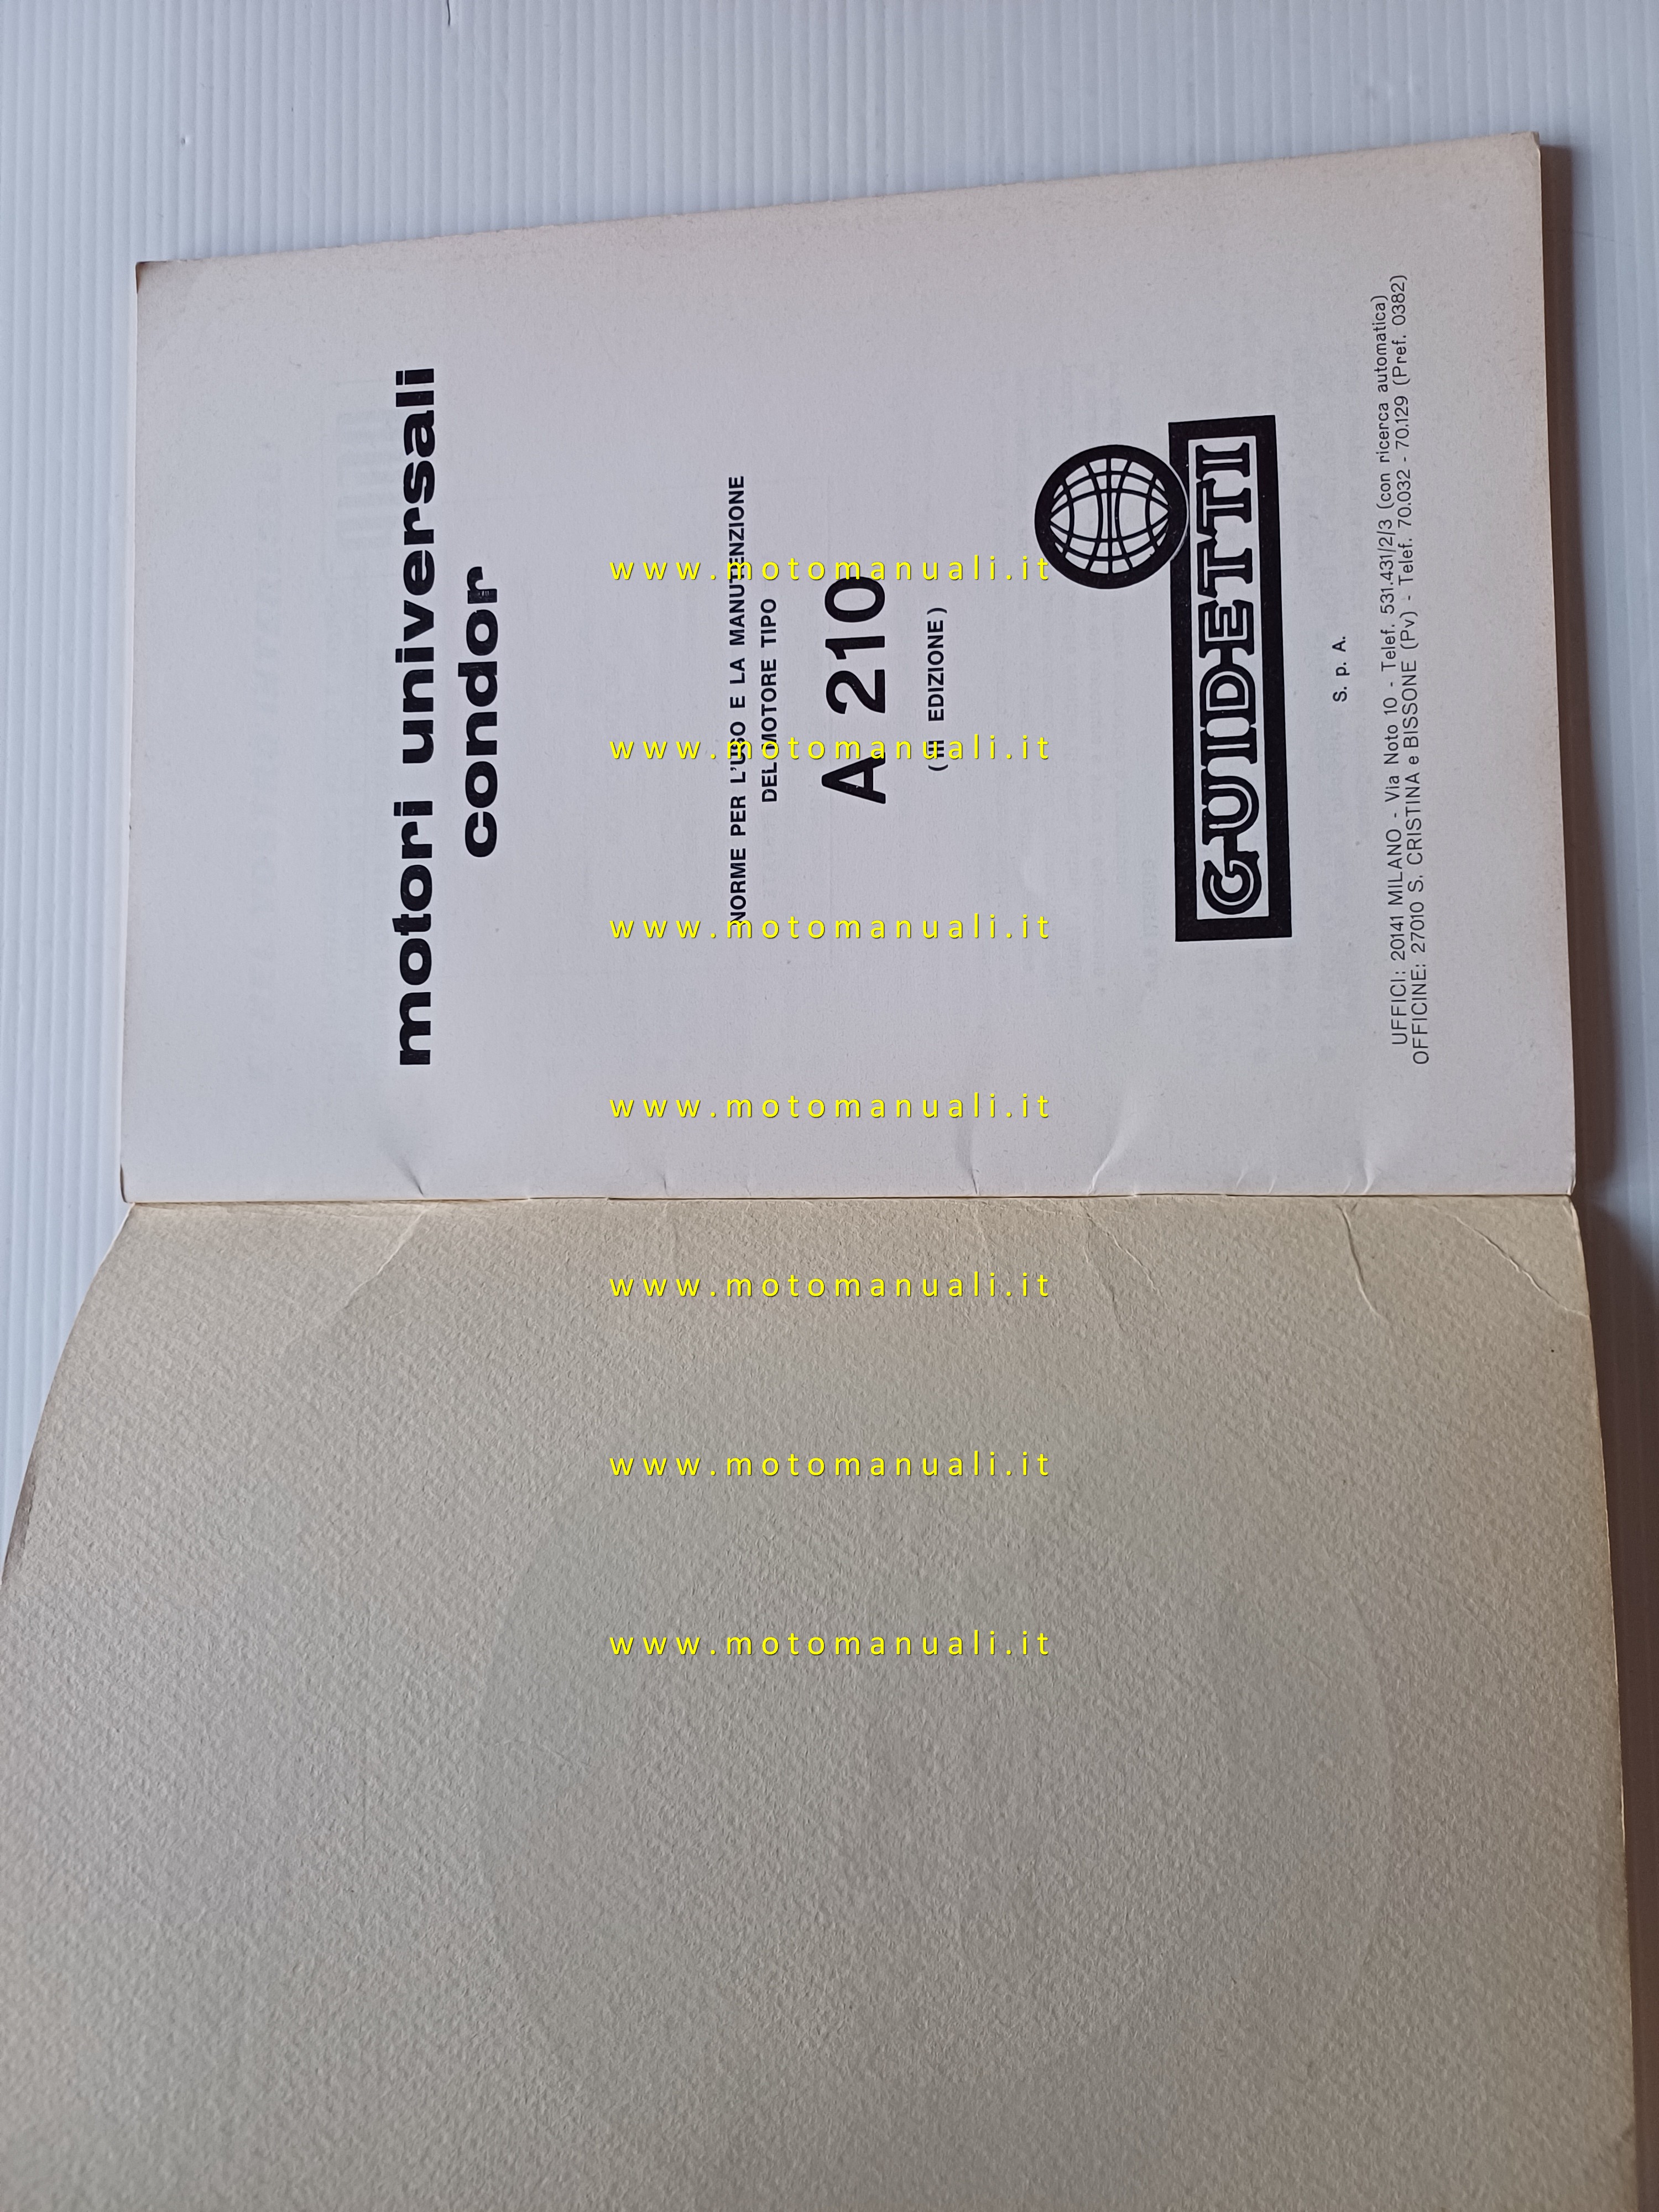 motori universali
condor
NORME PER L'USO E LA MANUTENZIONE
DEL MOTORE TIPO
A 210
( III EDIZIONE )
GUIDETTI
S. p. A.
UFFICI: 20141 MILANO - Via Noto 10 - Telef. 531.431/2/3 (con ricerca automatica)
OFFICINE: 27010 S. CRISTINA e BISSONE (Pv) - Telef. 70.032 - 70.129 (Pref. 0382)
www.motomanuali.it
www.motomanuali.it
www.motomanuali.it
www.motomanuali.it
www.motomanuali.it
www.motomanuali.it
www.motomanuali.it